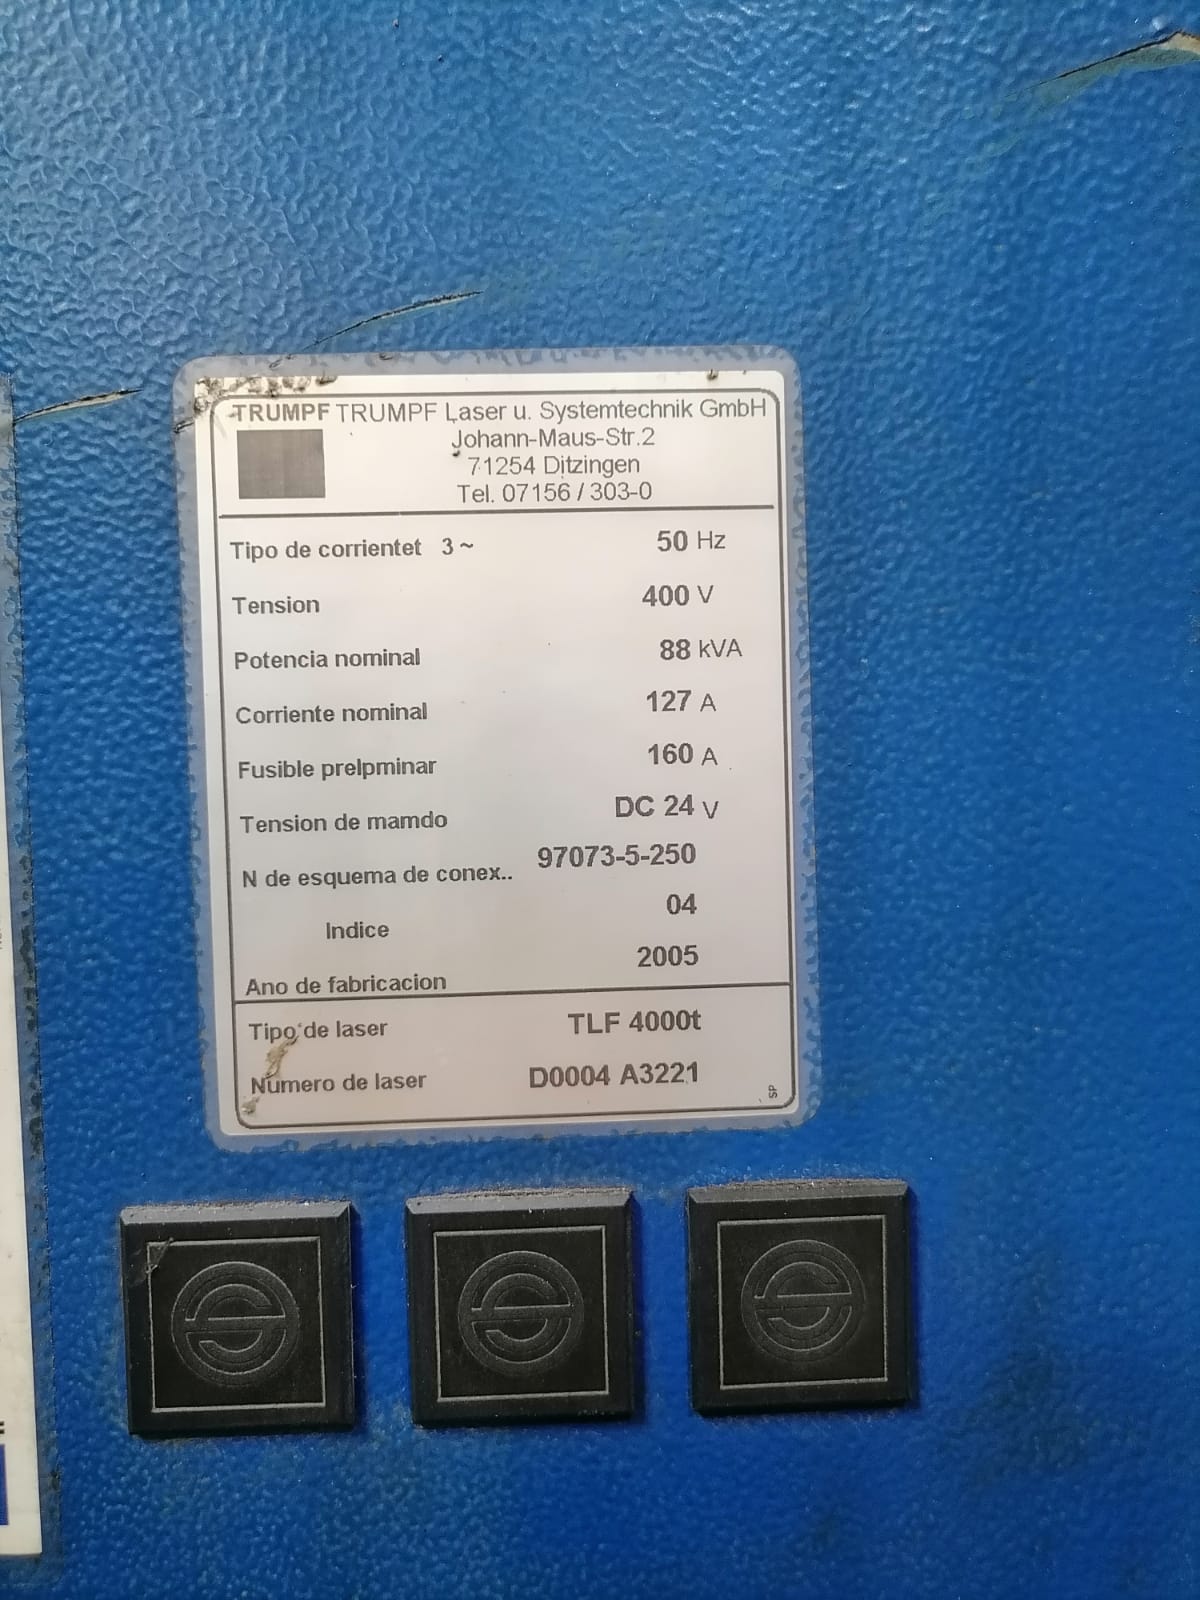 TRUMPF TRUMPF Laser u. Systemtechnik GmbH
Johann-Maus-Str.2
71254 Ditzingen
Tel. 07156 / 303-0
Tipo de corrientet 3 ~ 50 Hz
Tension 400 V
Potencia nominal 88 kVA
Corriente nominal 127 A
Fusible prelpminar 160 A
Tension de mamdo DC 24 V
N de esquema de conex.. 97073-5-250
Indice 04
Ano de fabricacion 2005
Tipo de laser TLF 4000t
Numero de laser D0004 A3221
SP